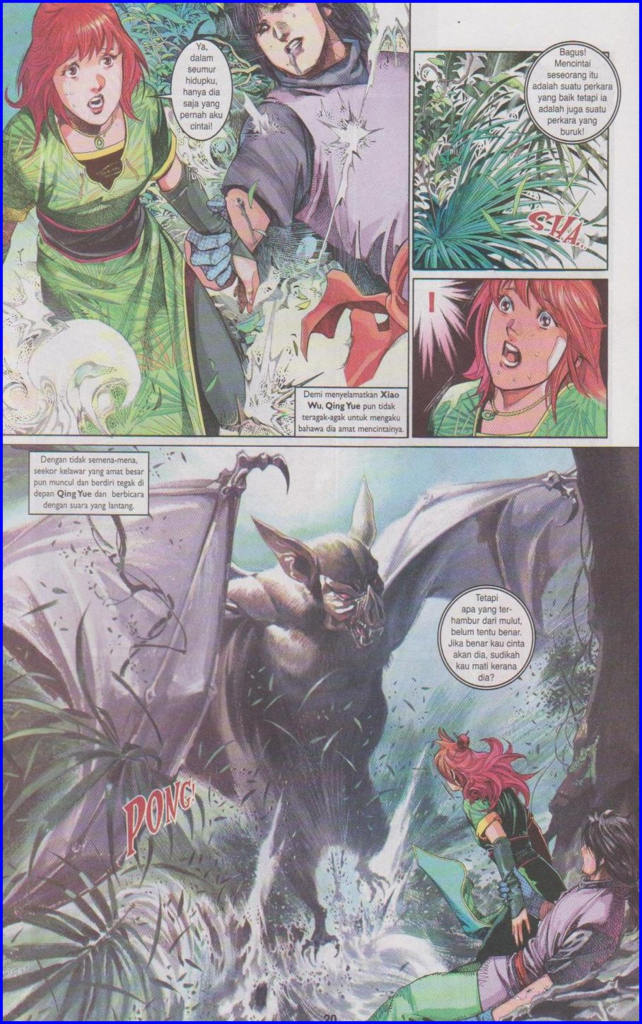 Ya,
dalam
seumur
hidupku,
hanya dia
saja yang
pernah aku
cintai!
Demi menyelamatkan Xiao
Wu, Qing Yue pun tidak
teragak-agak untuk mengaku
bahawa dia amat mencintainya.
Bagus!
Mencintai
seseorang itu
adalah suatu perkara
yang baik tetapi ia
adalah juga suatu
perkara yang
buruk!
SHA
!
Dengan tidak semena-mena,
seekor kelawar yang amat besar
pun muncul dan berdiri tegak di
depan Qing Yue dan berbicara
dengan suara yang lantang.
Tetapi
apa yang ter-
hambur dari mulut,
belum tentu benar.
Jika benar kau cinta
akan dia, sudikah
kau mati kerana
dia?
PONG!
20